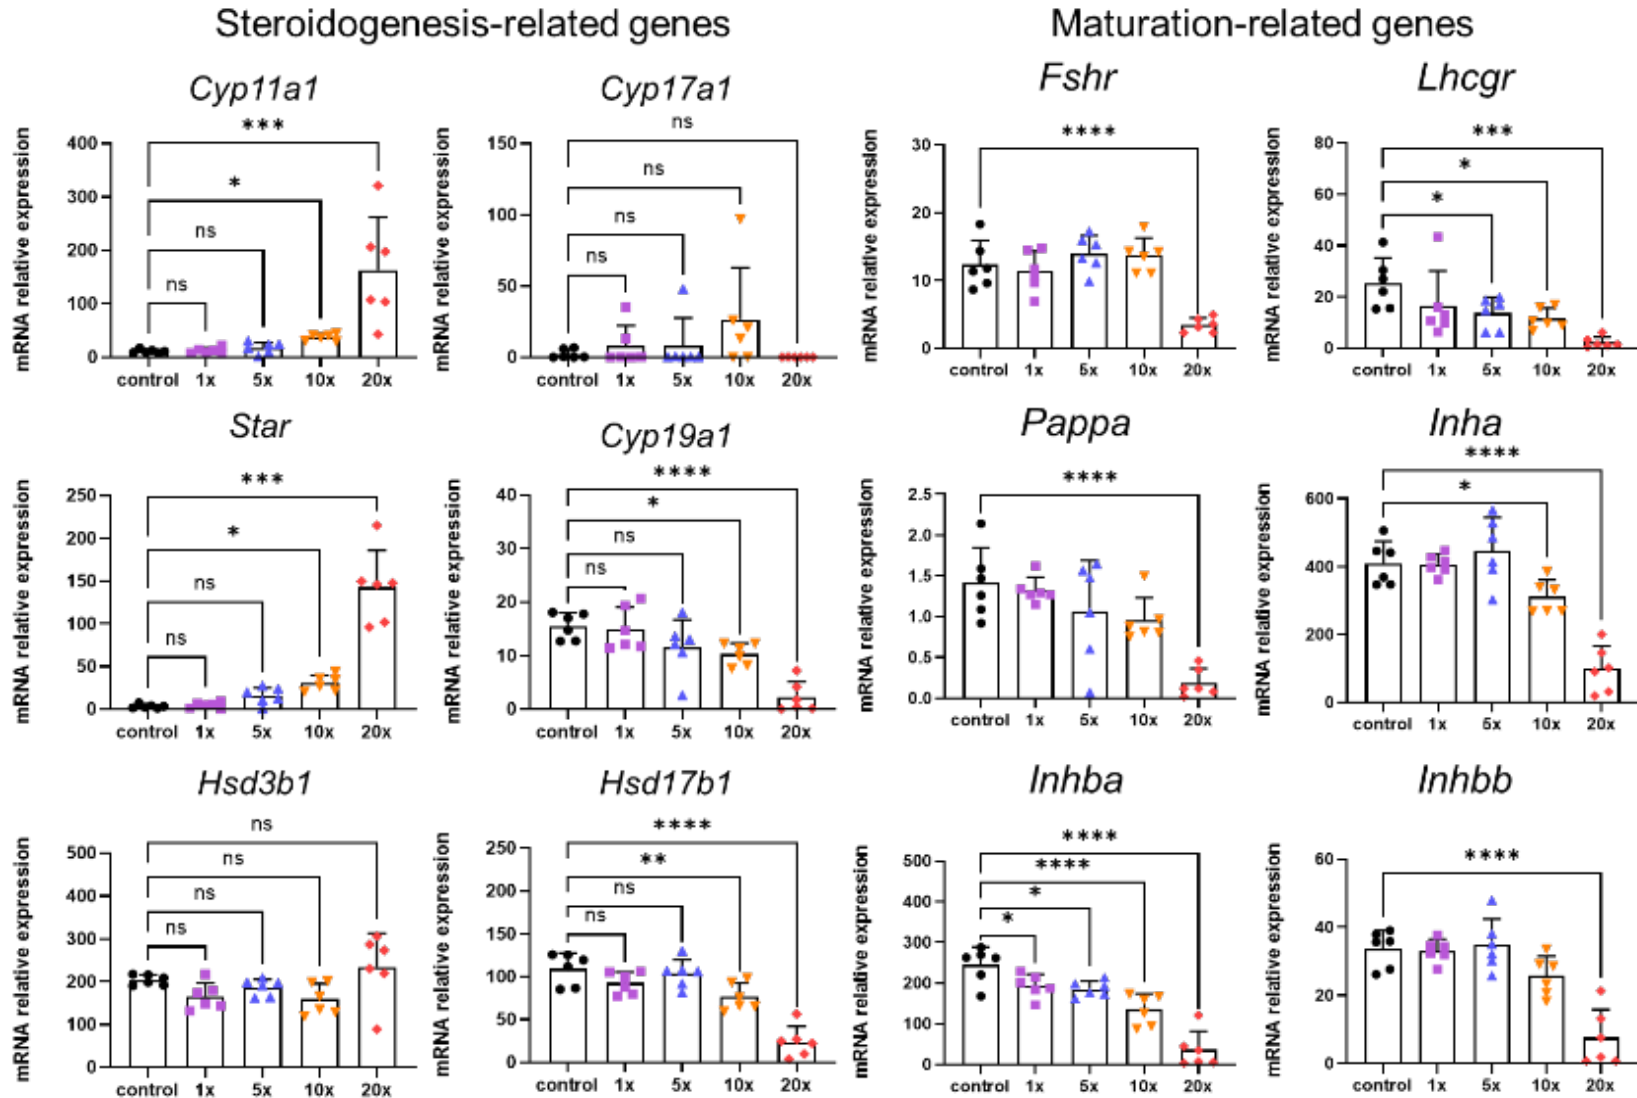 Steroidogenesis-related genes
Maturation-related genes
Cyp11a1
mRNA relative expression
400
300
200
100
0
***
*
ns
ns
control 1x 5x 10x 20x
Cyp17a1
mRNA relative expression
150
100
50
0
ns
ns
ns
ns
control 1x 5x 10x 20x
Fshr
mRNA relative expression
30
20
10
0
****
control 1x 5x 10x 20x
Lhcgr
mRNA relative expression
80
60
40
20
0
***
*
*
control 1x 5x 10x 20x
Star
mRNA relative expression
250
200
150
100
50
0
***
*
ns
ns
control 1x 5x 10x 20x
Cyp19a1
mRNA relative expression
40
30
20
10
0
****
*
ns
ns
control 1x 5x 10x 20x
Pappa
mRNA relative expression
2.5
2.0
1.5
1.0
0.5
0.0
****
control 1x 5x 10x 20x
Inha
mRNA relative expression
600
400
200
0
****
*
control 1x 5x 10x 20x
Hsd3b1
mRNA relative expression
500
400
300
200
100
0
ns
ns
ns
ns
control 1x 5x 10x 20x
Hsd17b1
mRNA relative expression
250
200
150
100
50
0
****
**
ns
ns
control 1x 5x 10x 20x
Inhba
mRNA relative expression
500
400
300
200
100
0
****
****
*
*
control 1x 5x 10x 20x
Inhbb
mRNA relative expression
60
40
20
0
****
control 1x 5x 10x 20x